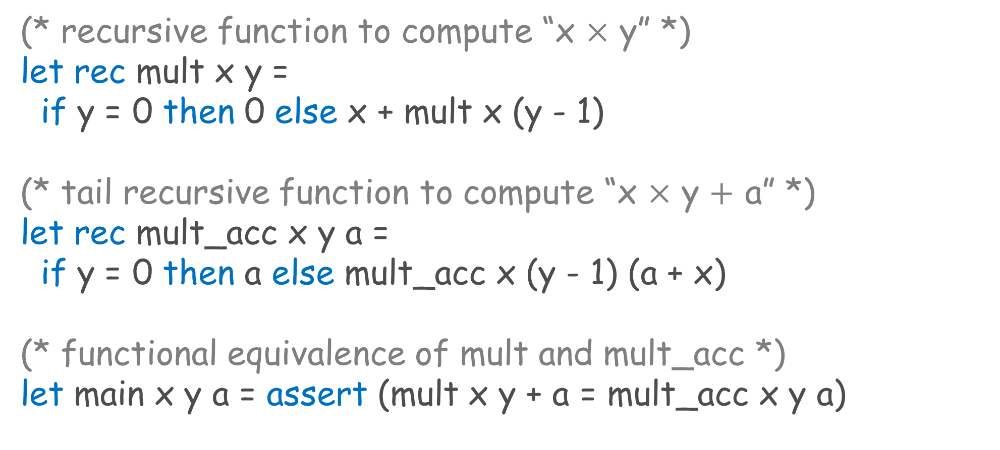 (* recursive function to compute “x × y” *)
let rec mult x y =
if y = 0 then 0 else x + mult x (y - 1)
(* tail recursive function to compute “x × y + a” *)
let rec mult_acc x y a =
if y = 0 then a else mult_acc x (y - 1) (a + x)
(* functional equivalence of mult and mult_acc *)
let main x y a = assert (mult x y + a = mult_acc x y a)